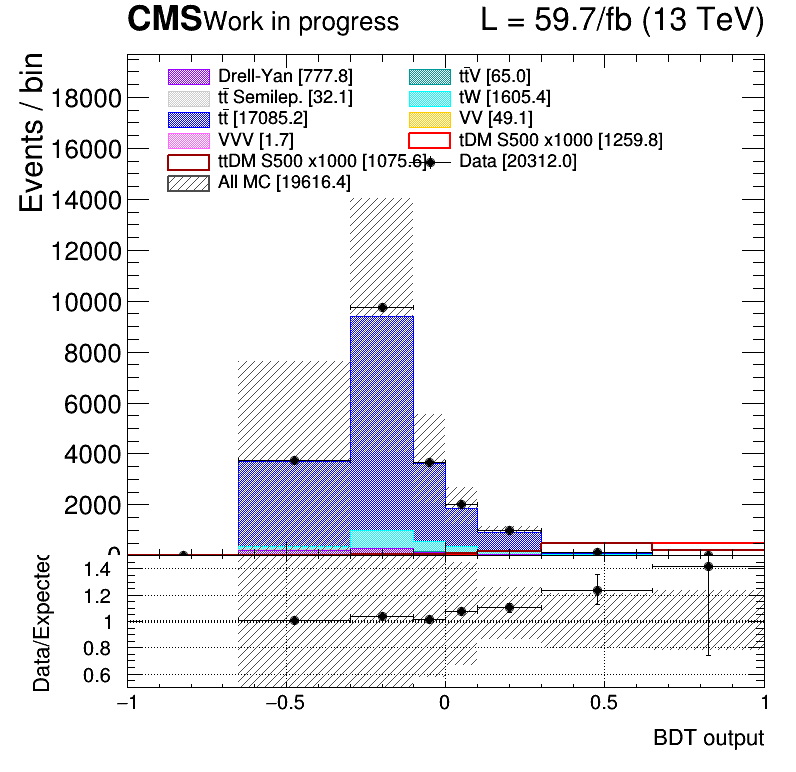 CMS Work in progress L = 59.7/fb (13 TeV)
Events / bin
18000
16000
14000
12000
10000
8000
6000
4000
2000
0
Drell-Yan [777.8]
tt̄V [65.0]
tt̄ Semilep. [32.1]
tW [1605.4]
tt̄ [17085.2]
VV [49.1]
VVV [1.7]
tDM S500 x1000 [1259.8]
ttDM S500 x1000 [1075.6]
Data [20312.0]
All MC [19616.4]
Data/Expected
1.4
1.2
1
0.8
0.6
−1 −0.5 0 0.5 1
BDT output